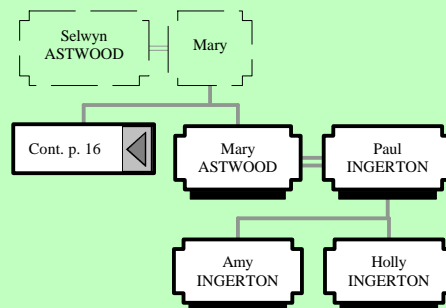 Selwyn
ASTWOOD
Mary
Cont. p. 16
Mary
ASTWOOD
Paul
INGERTON
Amy
INGERTON
Holly
INGERTON